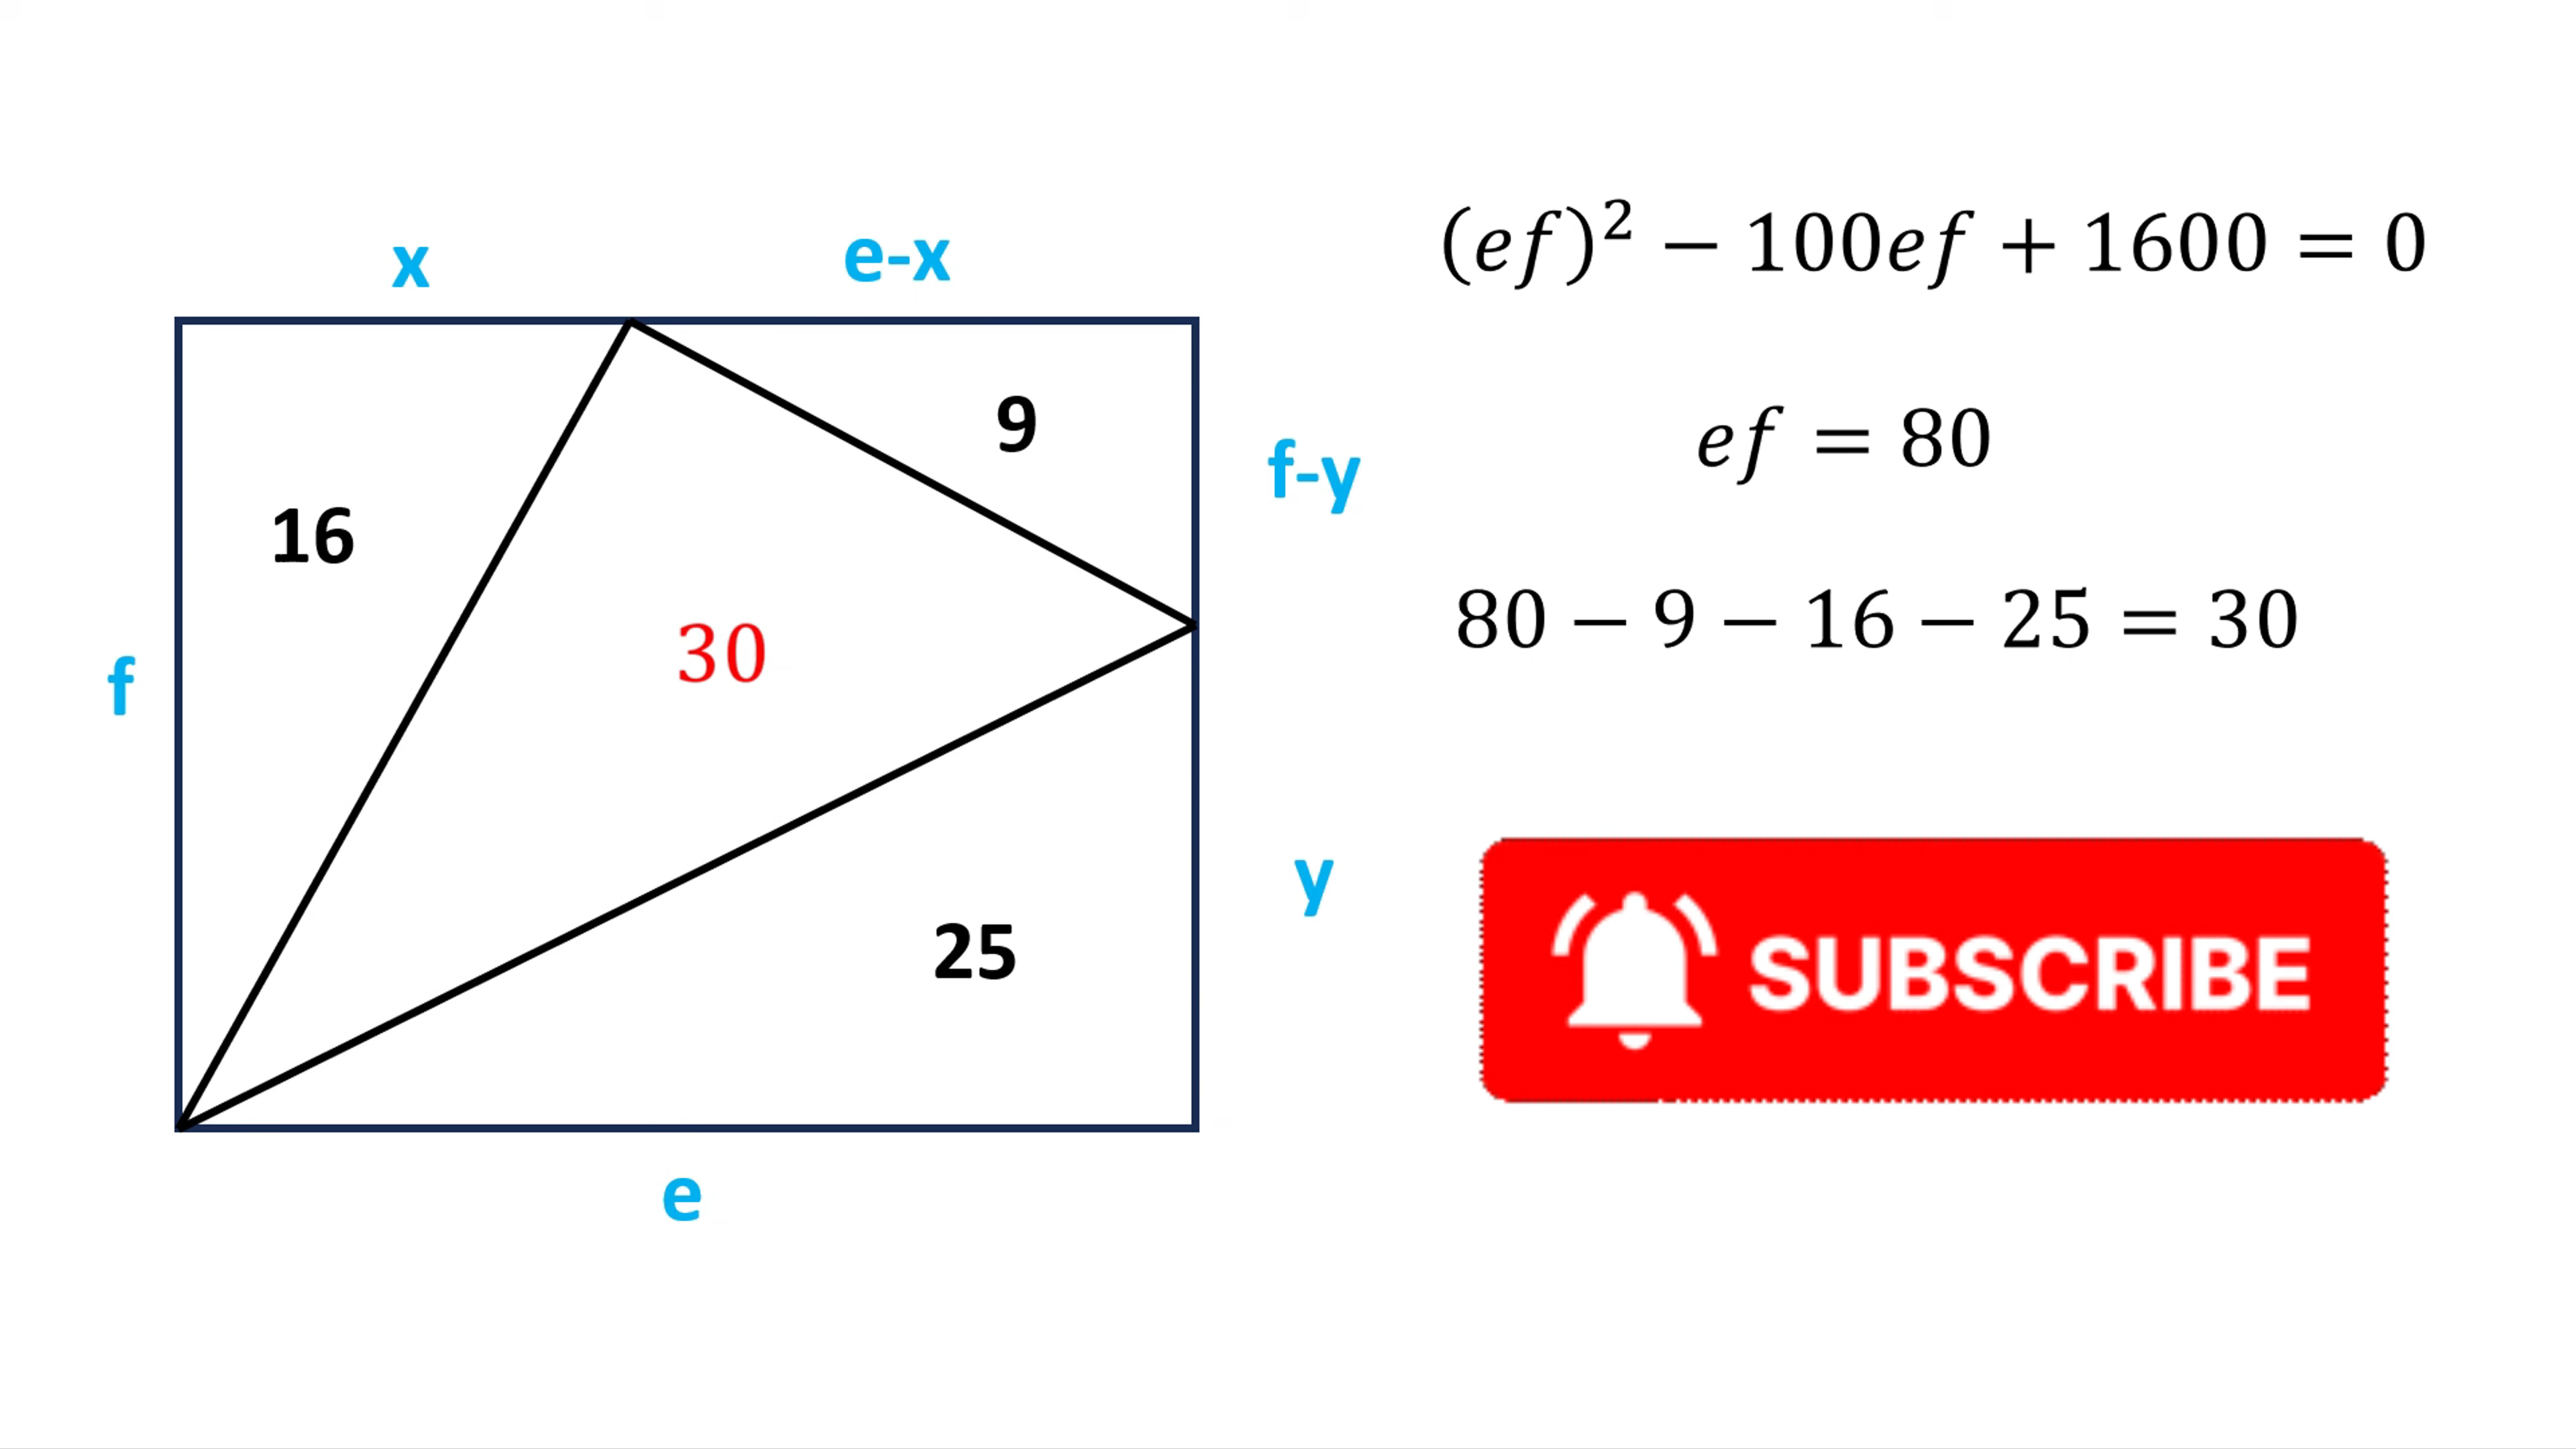 x
e-x
16
9
f-y
30
f
25
y
e
(ef)² − 100ef + 1600 = 0
ef = 80
80 − 9 − 16 − 25 = 30
SUBSCRIBE